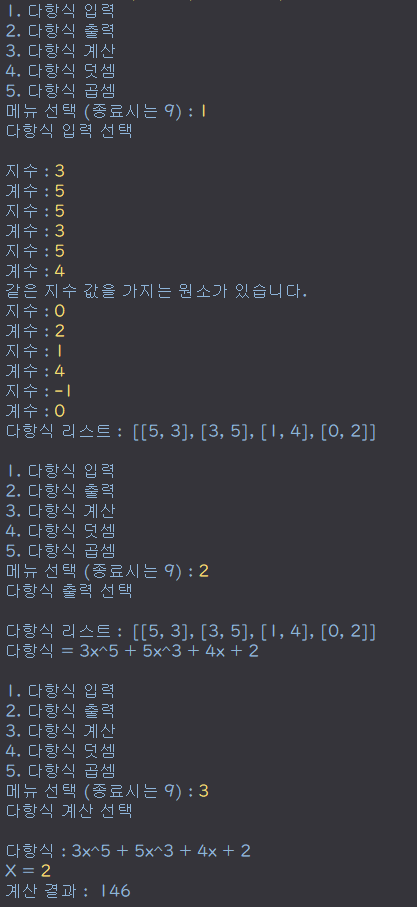 1. 다항식 입력
2. 다항식 출력
3. 다항식 계산
4. 다항식 덧셈
5. 다항식 곱셈
메뉴 선택 (종료시는 9) : 1
다항식 입력 선택
지수 : 3
계수 : 5
지수 : 5
계수 : 3
지수 : 5
계수 : 4
같은 지수 값을 가지는 원소가 있습니다.
지수 : 0
계수 : 2
지수 : 1
계수 : 4
지수 : -1
계수 : 0
다항식 리스트 : [[5, 3], [3, 5], [1, 4], [0, 2]]
1. 다항식 입력
2. 다항식 출력
3. 다항식 계산
4. 다항식 덧셈
5. 다항식 곱셈
메뉴 선택 (종료시는 9) : 2
다항식 출력 선택
다항식 리스트 : [[5, 3], [3, 5], [1, 4], [0, 2]]
다항식 = 3x^5 + 5x^3 + 4x + 2
1. 다항식 입력
2. 다항식 출력
3. 다항식 계산
4. 다항식 덧셈
5. 다항식 곱셈
메뉴 선택 (종료시는 9) : 3
다항식 계산 선택
다항식 : 3x^5 + 5x^3 + 4x + 2
X = 2
계산 결과 : 146